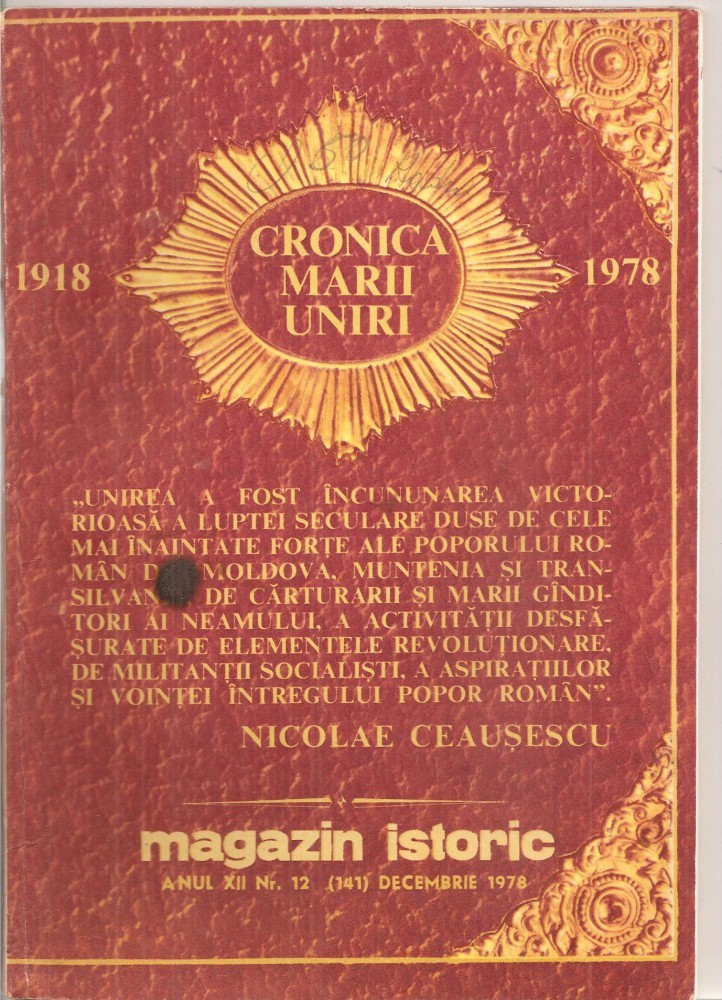 CRONICA
MARII
UNIRI
1918
1978
„UNIREA A FOST ÎNCUNUNAREA VICTO-
RIOASĂ A LUPTEI SECULARE DUSE DE CELE
MAI ÎNAINTATE FORȚE ALE POPORULUI RO-
MÂN MOLDOVA, MUNTENIA ȘI TRAN-
SILVAN DE CĂRTURARII ȘI MARII GÎNDI-
TORI AI NEAMULUI, A ACTIVITĂȚII DESFĂ-
ȘURATE DE ELEMENTELE REVOLUȚIONARE,
DE MILITANȚII SOCIALIȘTI, A ASPIRAȚIILOR
ȘI VOINȚEI ÎNTREGULUI POPOR ROMÂN”.
NICOLAE CEAUȘESCU
magazin istoric
ANUL XII Nr. 12 (141) DECEMBRIE 1978